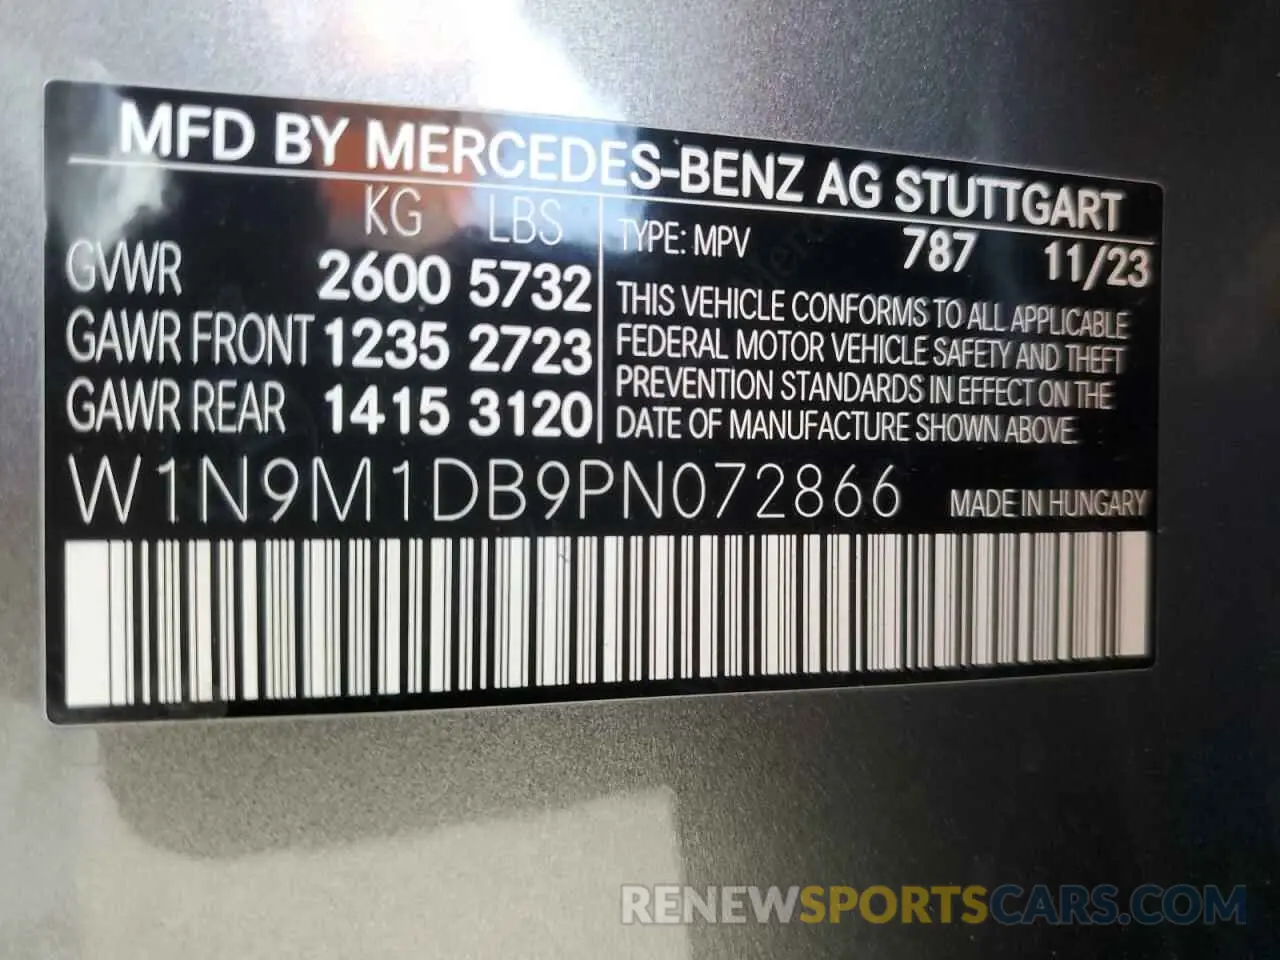 MFD BY MERCEDES-BENZ AG STUTTGART
KG LBS
GVWR 2600 5732
GAWR FRONT 1235 2723
GAWR REAR 1415 3120
TYPE: MPV 787 11/23
THIS VEHICLE CONFORMS TO ALL APPLICABLE
FEDERAL MOTOR VEHICLE SAFETY AND THEFT
PREVENTION STANDARDS IN EFFECT ON THE
DATE OF MANUFACTURE SHOWN ABOVE.
W1N9M1DB9PN072866 MADE IN HUNGARY
RENEWSPORTSCARS.COM